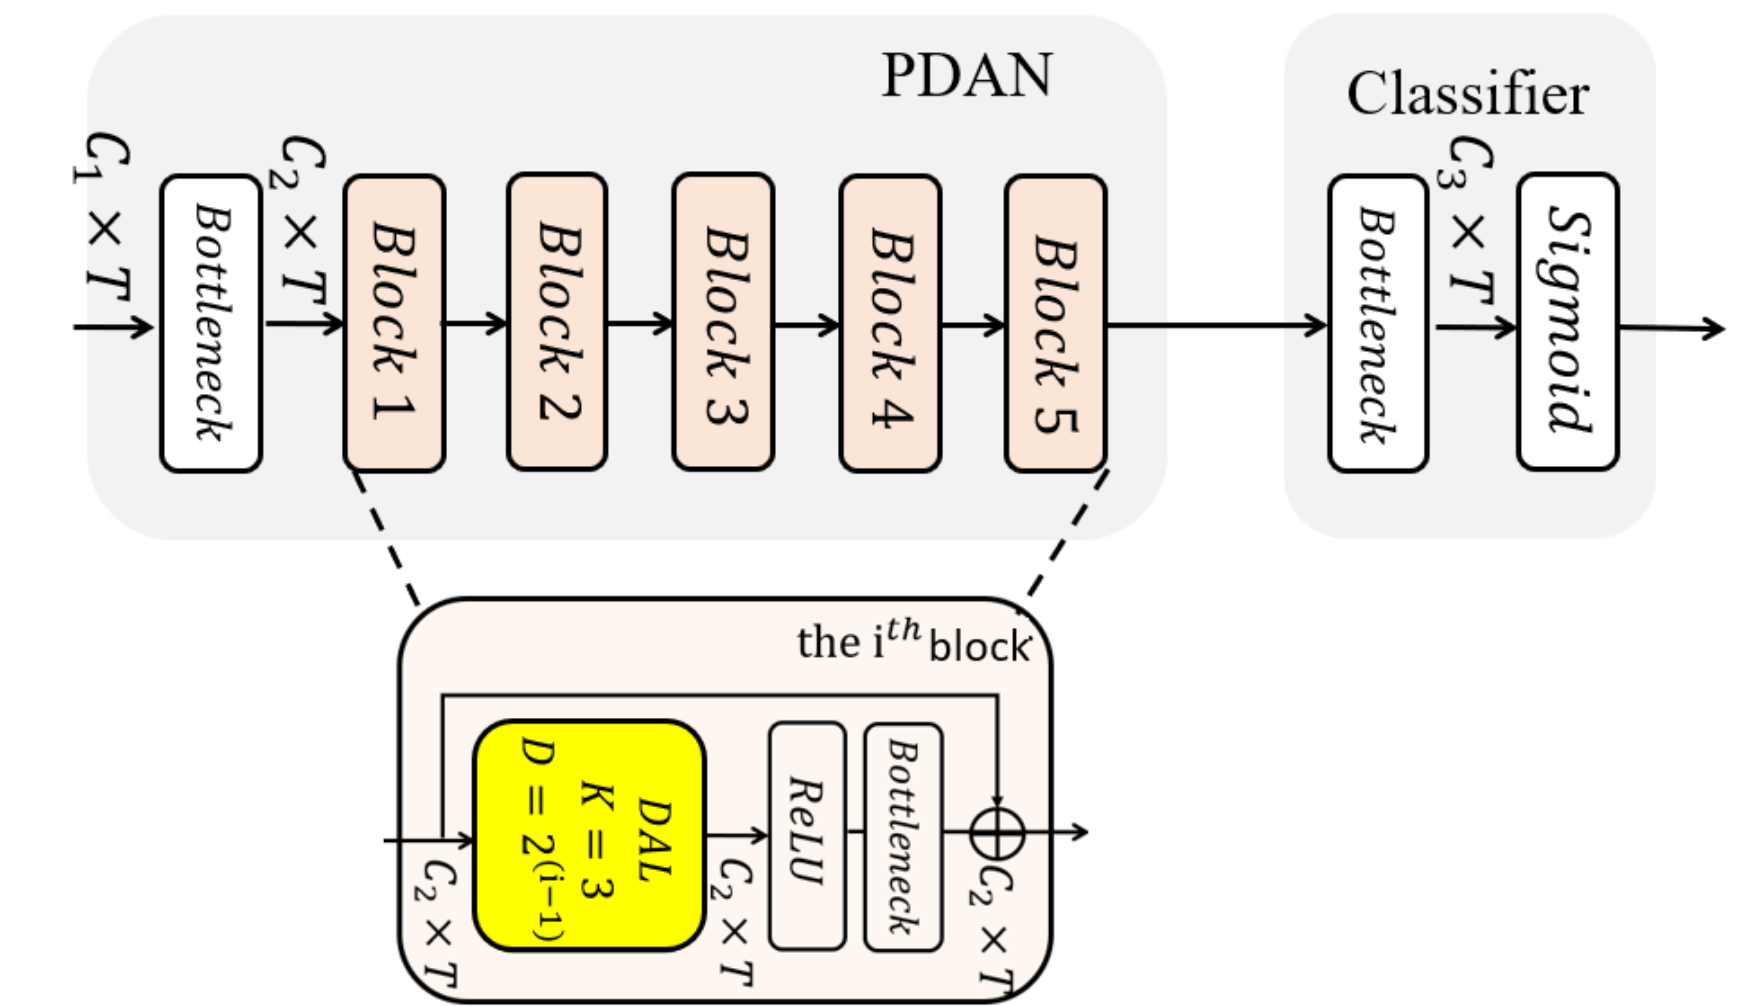 PDAN
Classifier
C₁ × T
Bottleneck
C₂ × T
Block 1
Block 2
Block 3
Block 4
Block 5
Bottleneck
C₃ × T
Sigmoid
the iᵗʰ block
C₂ × T
DAL
K = 3
D = 2⁽ⁱ⁻¹⁾
C₂ × T
ReLU
Bottleneck
C₂ × T